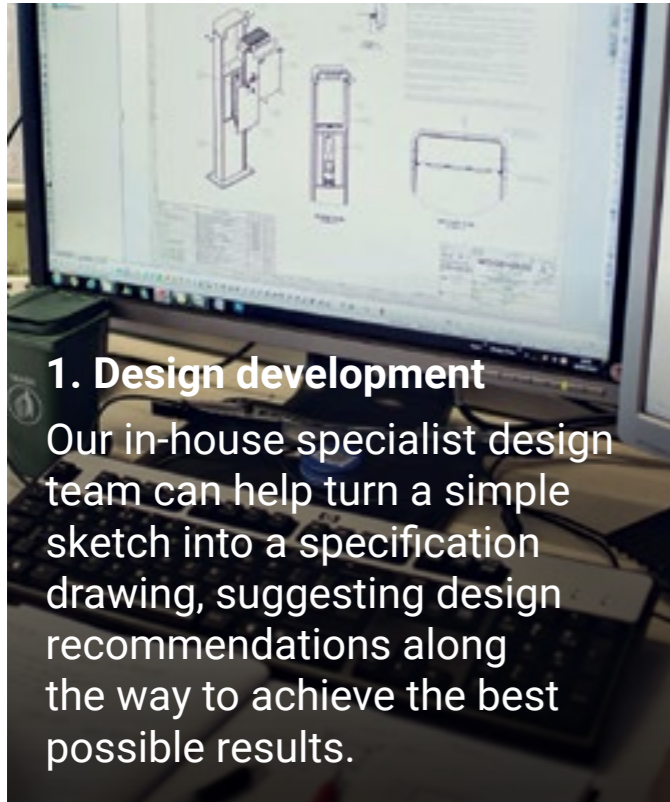 1. Design development
Our in-house specialist design
team can help turn a simple
sketch into a specification
drawing, suggesting design
recommendations along
the way to achieve the best
possible results.